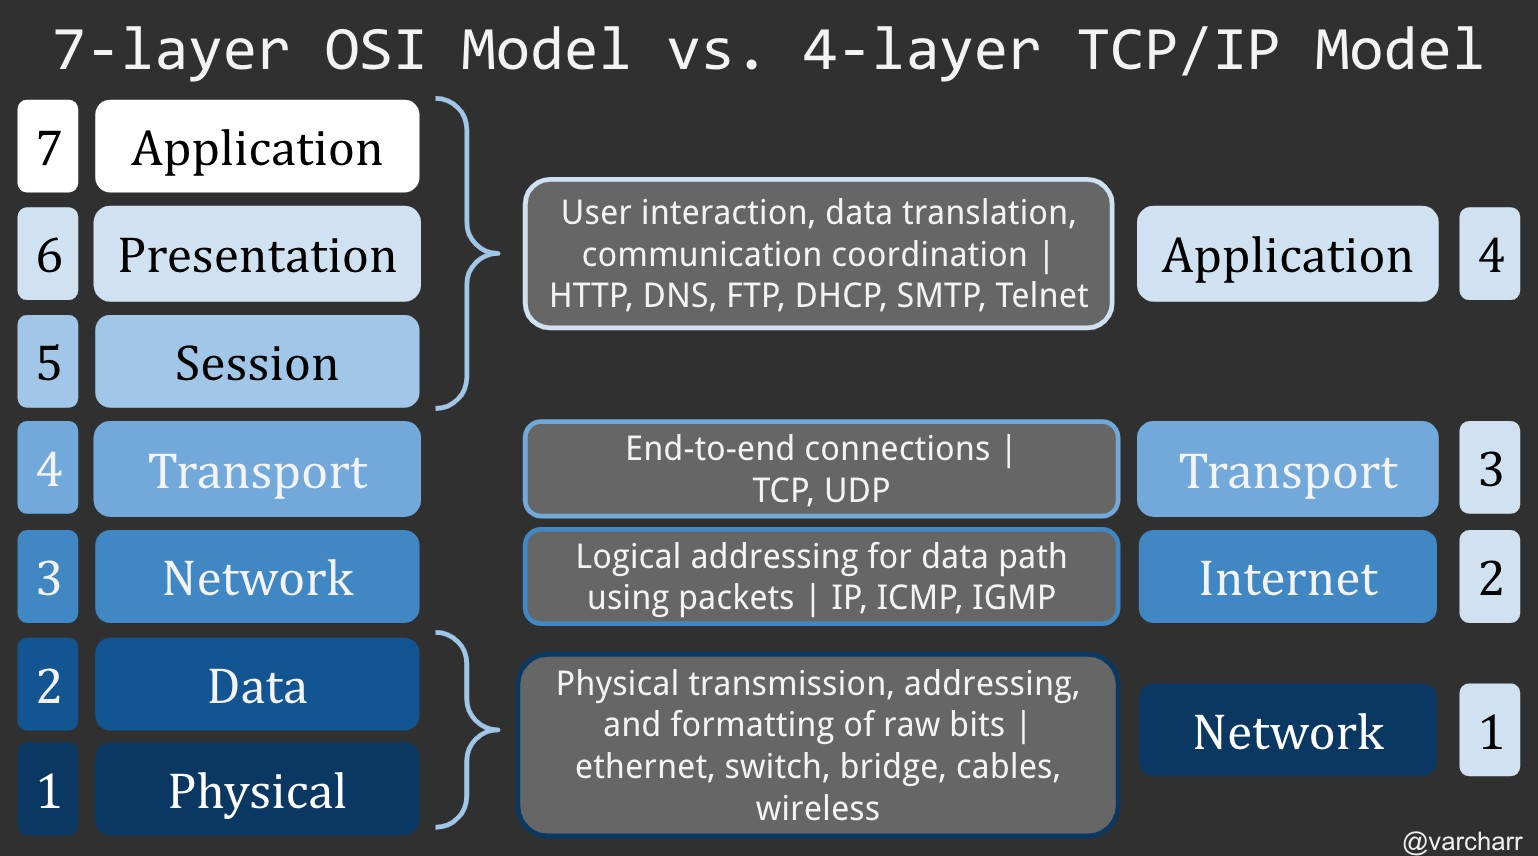 7-layer OSI Model vs. 4-layer TCP/IP Model
7
Application
6
Presentation
5
Session
4
Transport
3
Network
2
Data
1
Physical
User interaction, data translation,
communication coordination |
HTTP, DNS, FTP, DHCP, SMTP, Telnet
End-to-end connections |
TCP, UDP
Logical addressing for data path
using packets | IP, ICMP, IGMP
Physical transmission, addressing,
and formatting of raw bits |
ethernet, switch, bridge, cables,
wireless
Application
4
Transport
3
Internet
2
Network
1
@varcharr